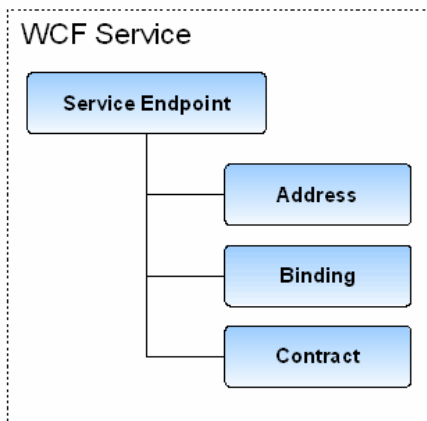 WCF Service
Service Endpoint
Address
Binding
Contract